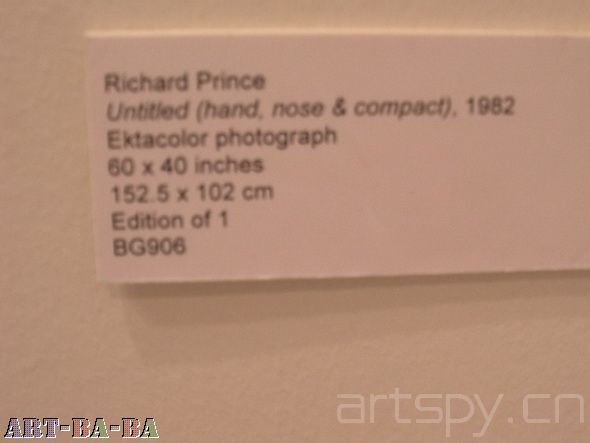 Richard Prince
Untitled (hand, nose & compact), 1982
Ektacolor photograph
60 x 40 inches
152.5 x 102 cm
Edition of 1
BG906
artspy.cn
ART-BA-BA